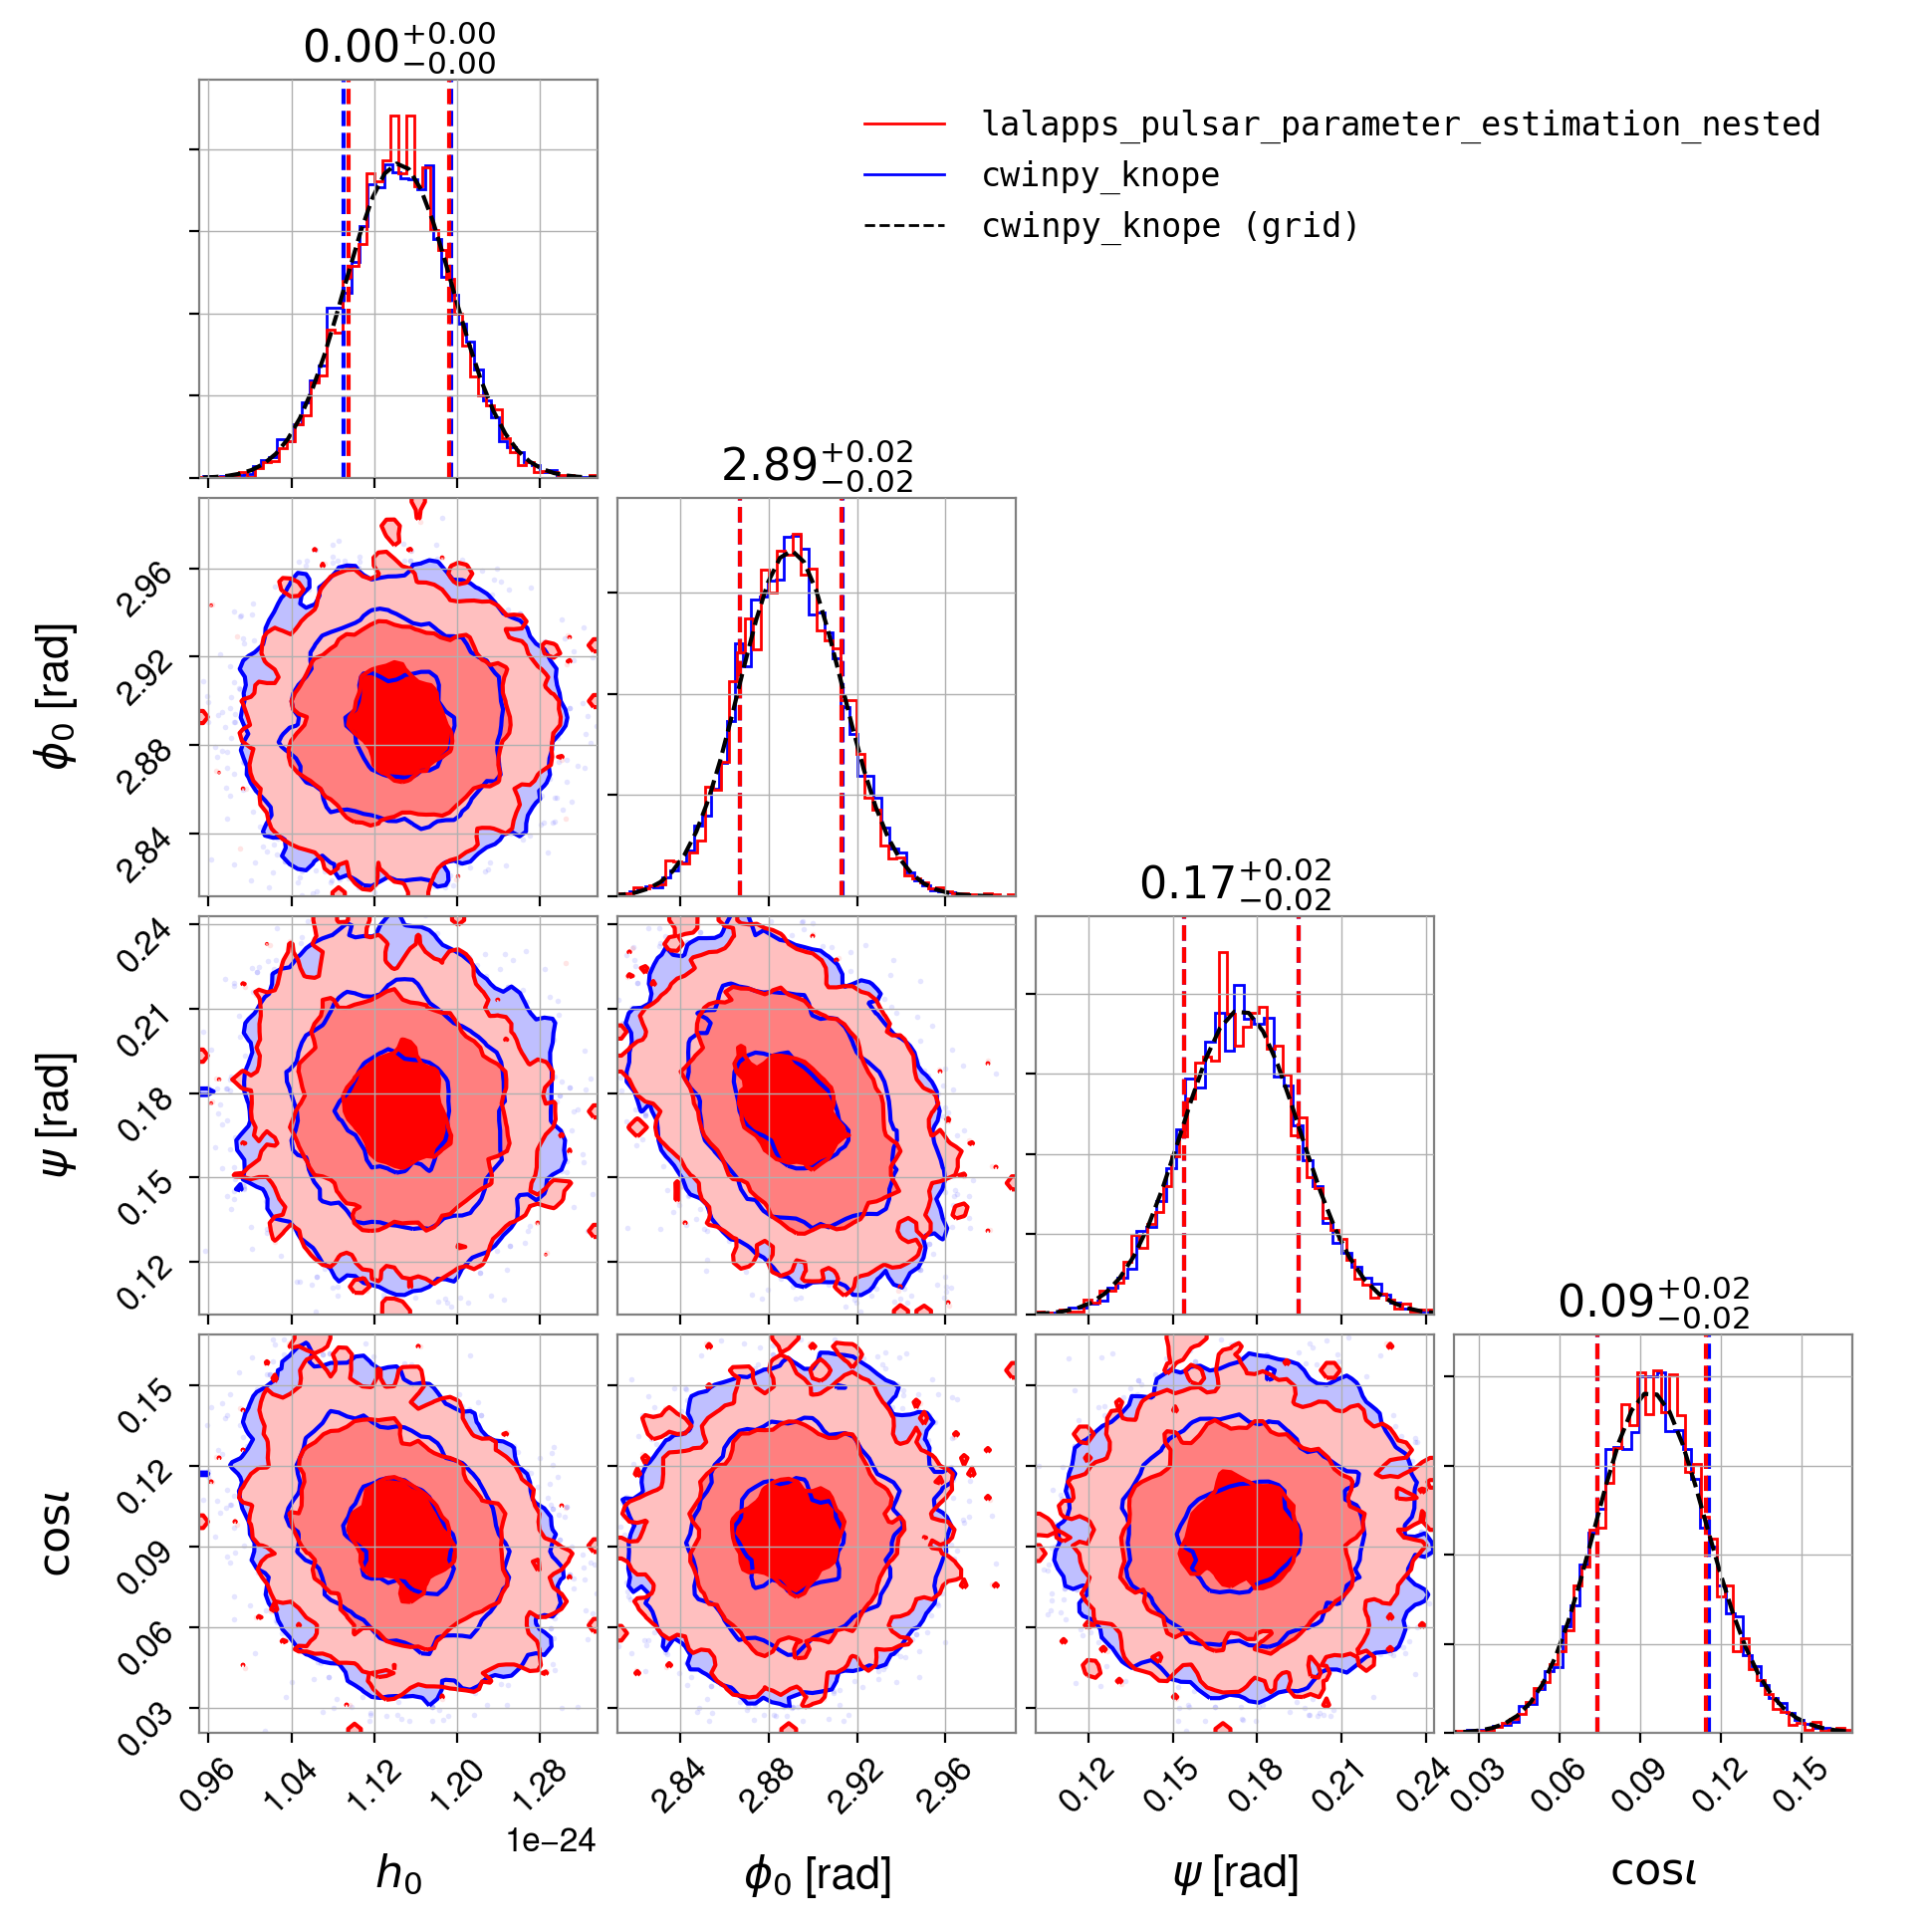 0.00+0.00−0.00
lalapps_pulsar_parameter_estimation_nested
cwinpy_knope
cwinpy_knope (grid)
2.89+0.02−0.02
ϕ0 [rad]
2.96
2.92
2.88
2.84
0.17+0.02−0.02
ψ [rad]
0.24
0.21
0.18
0.15
0.12
0.09+0.02−0.02
cosι
0.15
0.12
0.09
0.06
0.03
0.96 1.04 1.12 1.20 1.28
2.84 2.88 2.92 2.96
0.12 0.15 0.18 0.21 0.24
0.03 0.06 0.09 0.12 0.15
1e−24
h0
ϕ0 [rad]
ψ [rad]
cosι